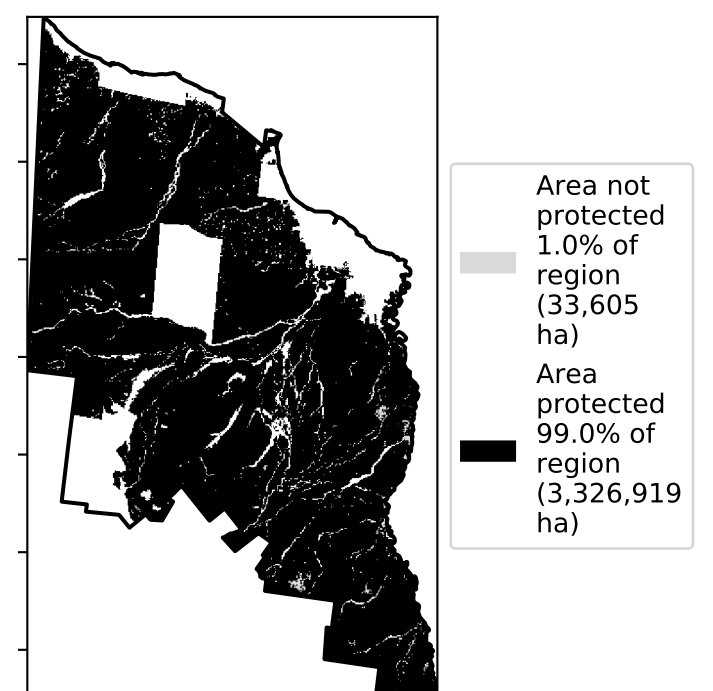 Area not
protected
1.0% of
region
(33,605
ha)
Area
protected
99.0% of
region
(3,326,919
ha)